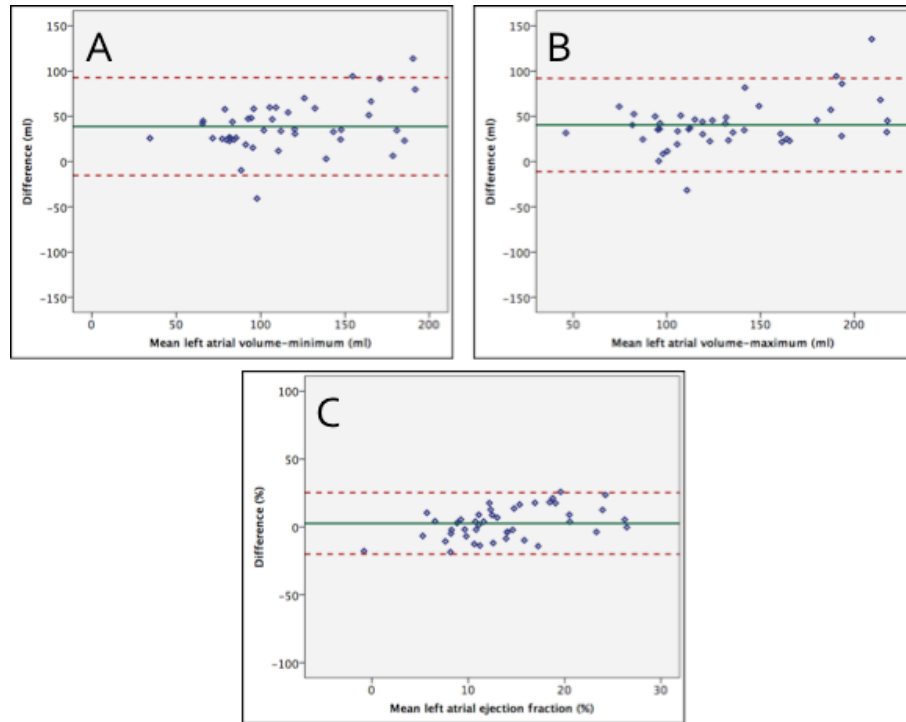 A
150
100
50
0
−50
−100
−150
Difference (ml)
0 50 100 150 200
Mean left atrial volume-minimum (ml)
B
150
100
50
0
−50
−100
−150
Difference (ml)
50 100 150 200
Mean left atrial volume-maximum (ml)
C
100
50
0
−50
−100
Difference (%)
0 10 20 30
Mean left atrial ejection fraction (%)